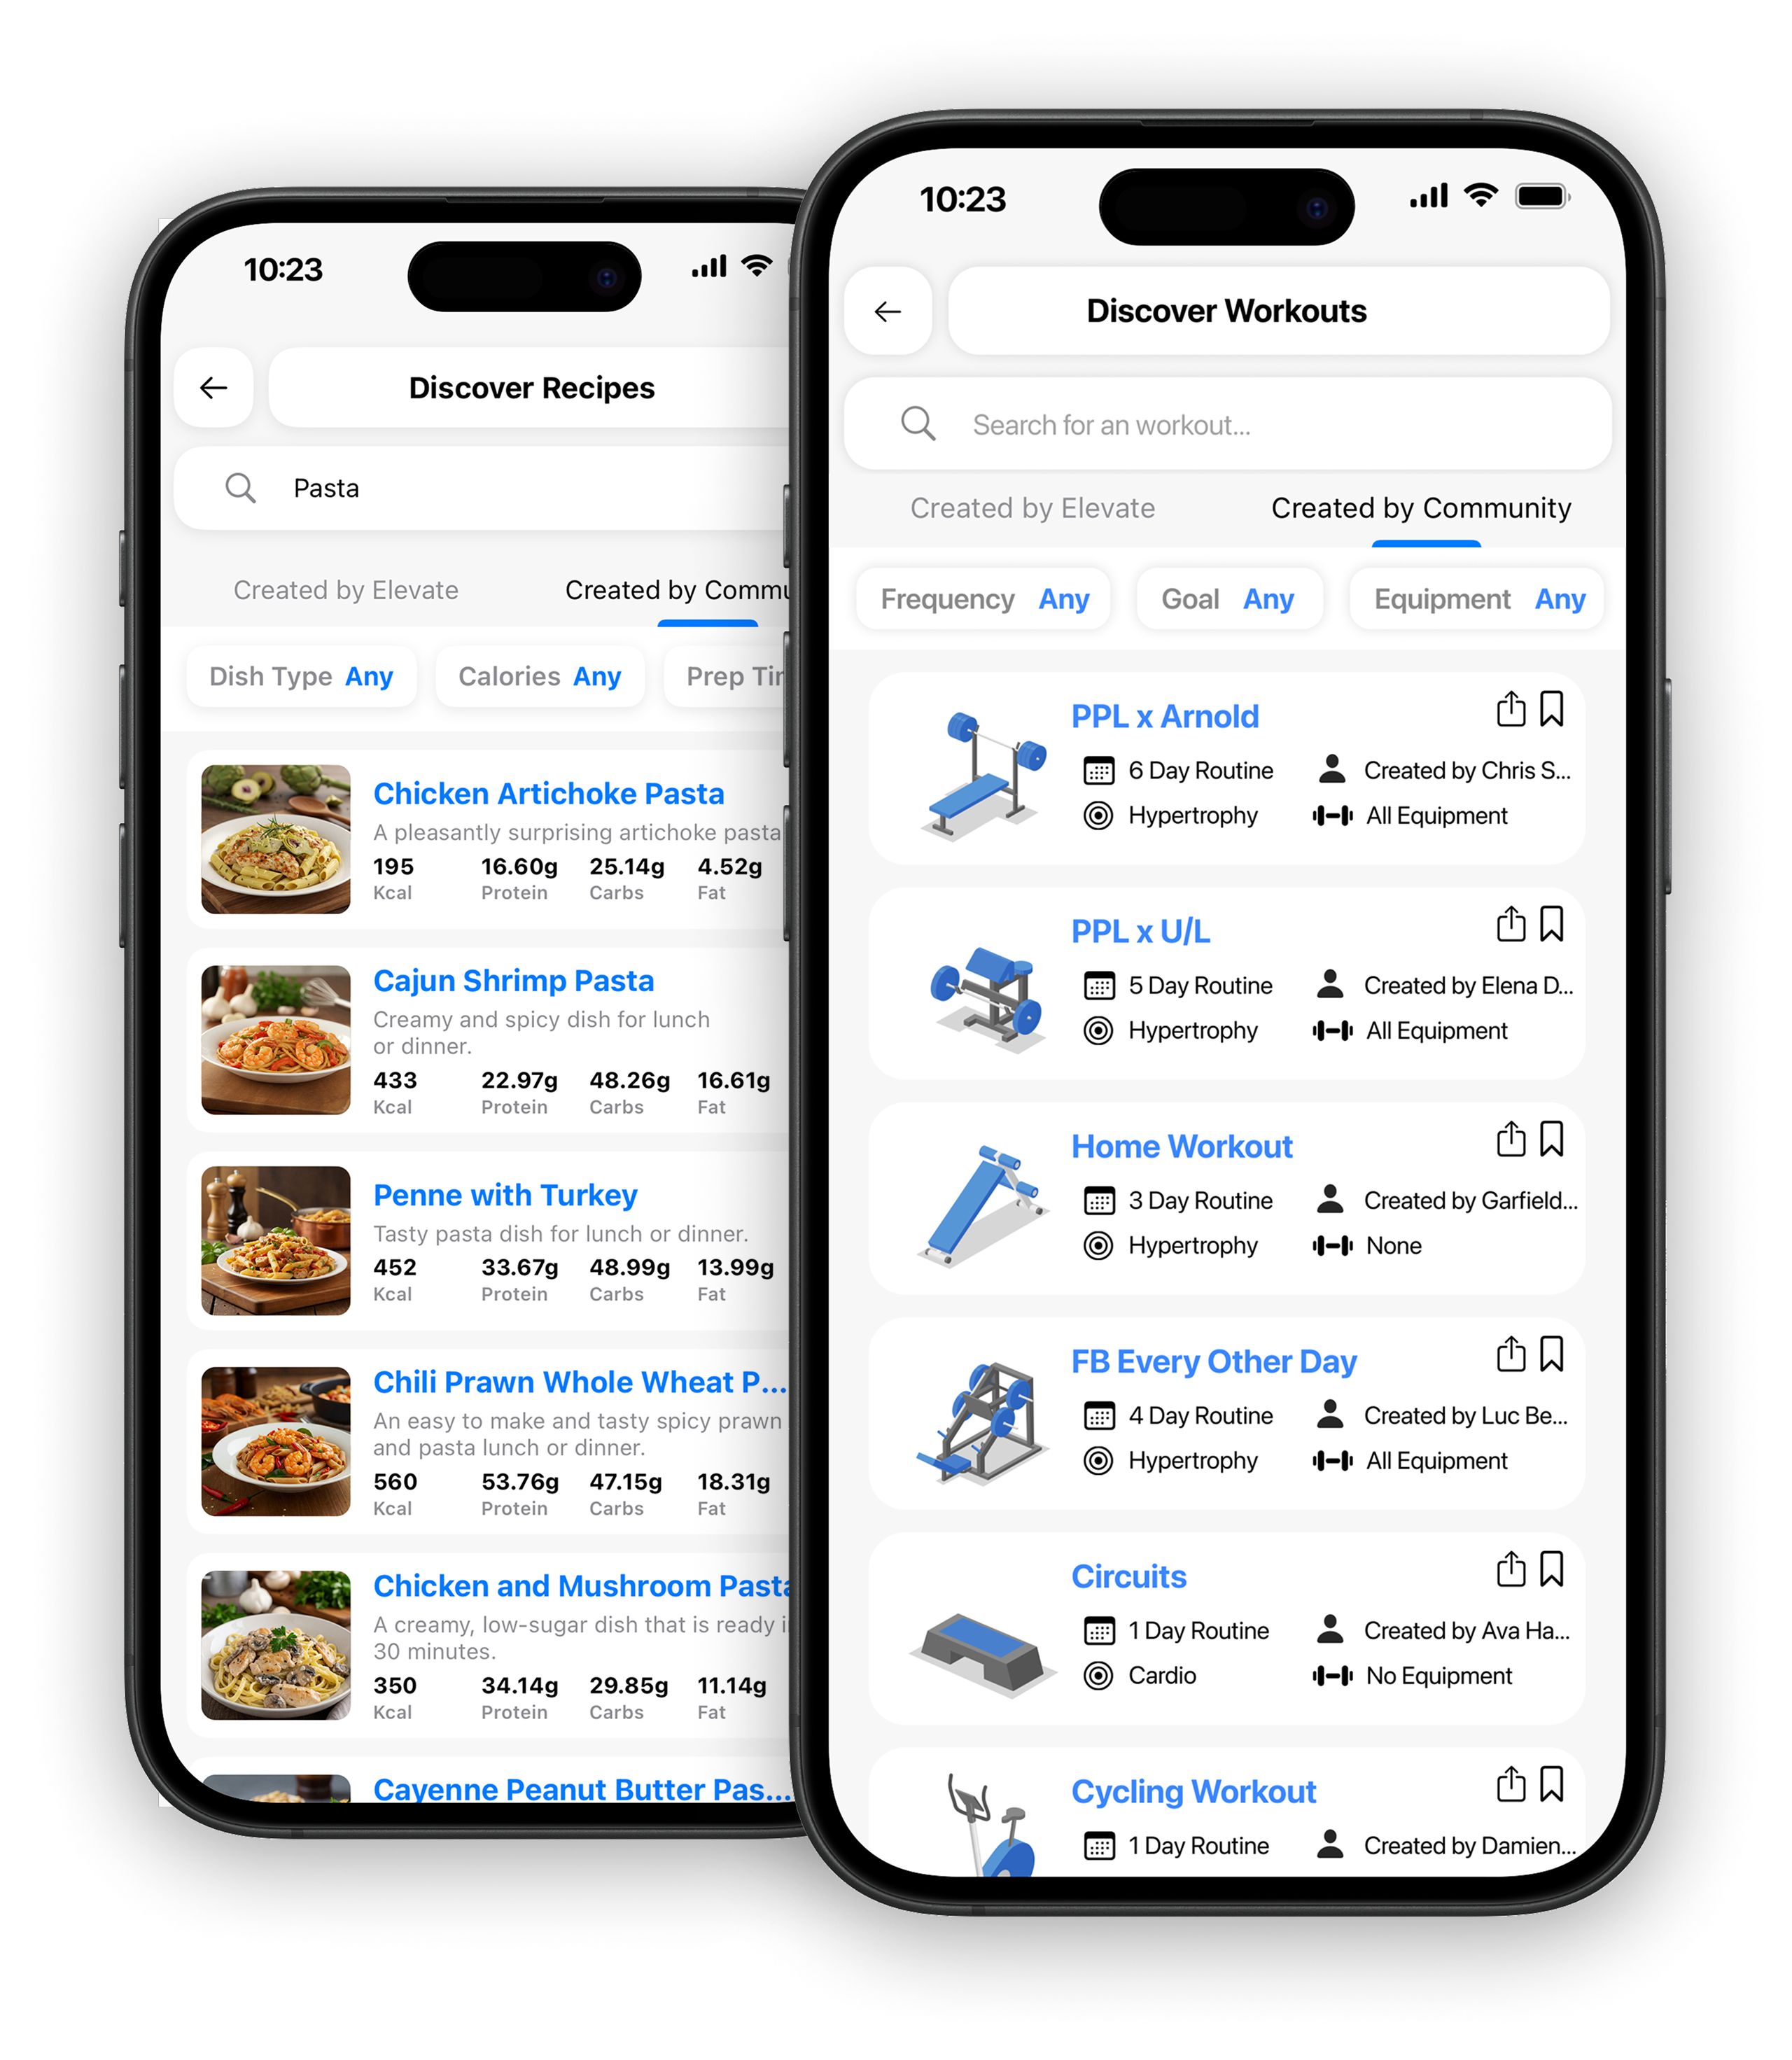 10:23
Discover Recipes
Pasta
Created by Elevate
Created by Commu
Dish Type Any
Calories Any
Prep Tim
Chicken Artichoke Pasta
A pleasantly surprising artichoke pasta
195 16.60g 25.14g 4.52g
Kcal Protein Carbs Fat
Cajun Shrimp Pasta
Creamy and spicy dish for lunch
or dinner.
433 22.97g 48.26g 16.61g
Kcal Protein Carbs Fat
Penne with Turkey
Tasty pasta dish for lunch or dinner.
452 33.67g 48.99g 13.99g
Kcal Protein Carbs Fat
Chili Prawn Whole Wheat P...
An easy to make and tasty spicy prawn
and pasta lunch or dinner.
560 53.76g 47.15g 18.31g
Kcal Protein Carbs Fat
Chicken and Mushroom Pasta
A creamy, low-sugar dish that is ready i
30 minutes.
350 34.14g 29.85g 11.14g
Kcal Protein Carbs Fat
Cayenne Peanut Butter Pas...
10:23
Discover Workouts
Search for an workout...
Created by Elevate
Created by Community
Frequency Any
Goal Any
Equipment Any
PPL x Arnold
6 Day Routine Created by Chris S...
Hypertrophy All Equipment
PPL x U/L
5 Day Routine Created by Elena D...
Hypertrophy All Equipment
Home Workout
3 Day Routine Created by Garfield...
Hypertrophy None
FB Every Other Day
4 Day Routine Created by Luc Be...
Hypertrophy All Equipment
Circuits
1 Day Routine Created by Ava Ha...
Cardio No Equipment
Cycling Workout
1 Day Routine Created by Damien...